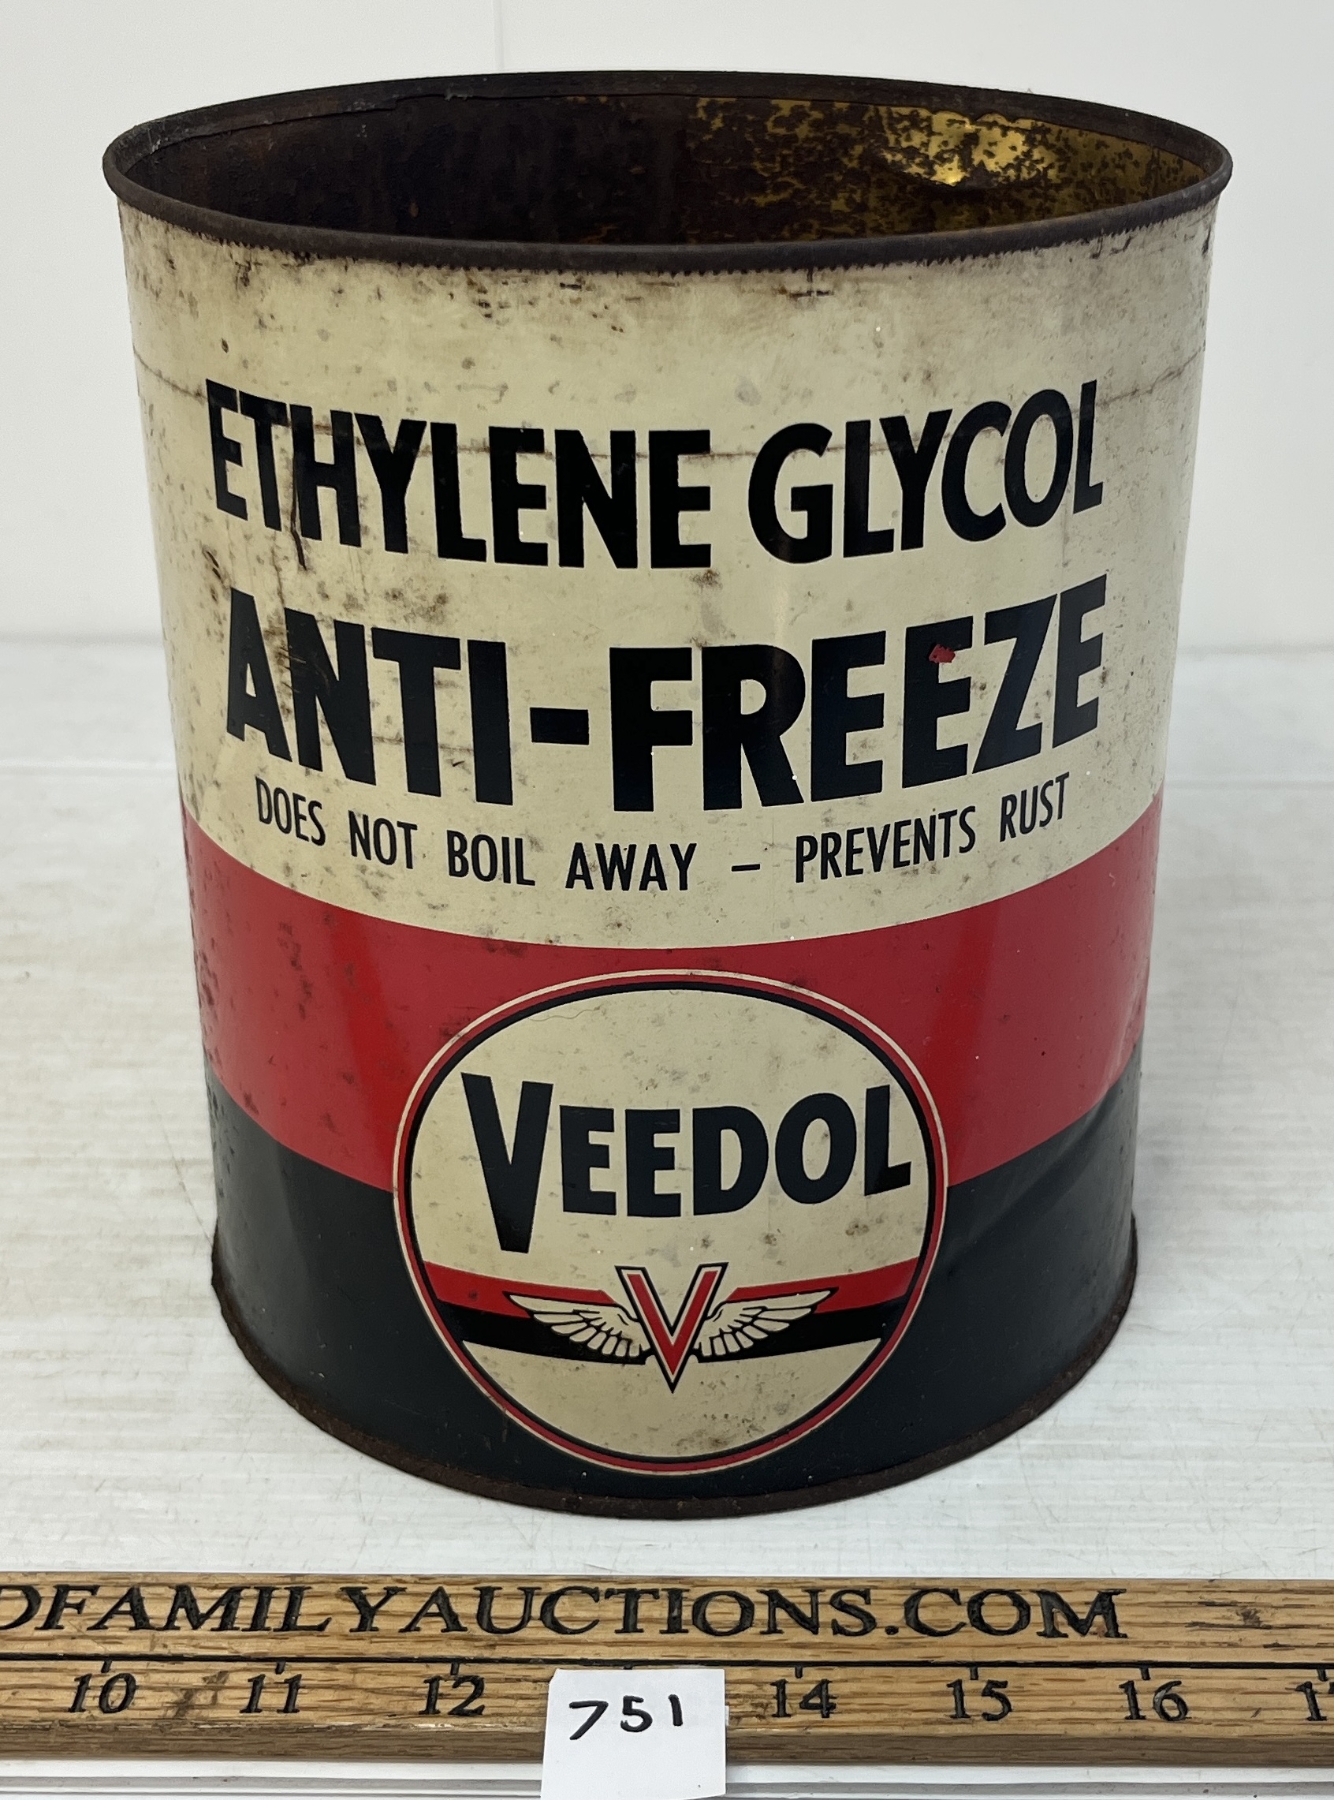 ETHYLENE GLYCOL
ANTI-FREEZE
DOES NOT BOIL AWAY – PREVENTS RUST
VEEDOL
V
DFAMILYAUCTIONS.COM
10 11 12 14 15 16
751